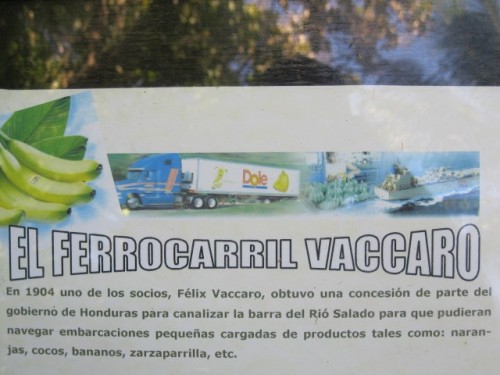 Dole
EL FERROCARRIL VACCARO
En 1904 uno de los socios, Félix Vaccaro, obtuvo una concesión de parte del
gobierno de Honduras para canalizar la barra del Rió Salado para que pudieran
navegar embarcaciones pequeñas cargadas de productos tales como: naran-
jas, cocos, bananos, zarzaparrilla, etc.